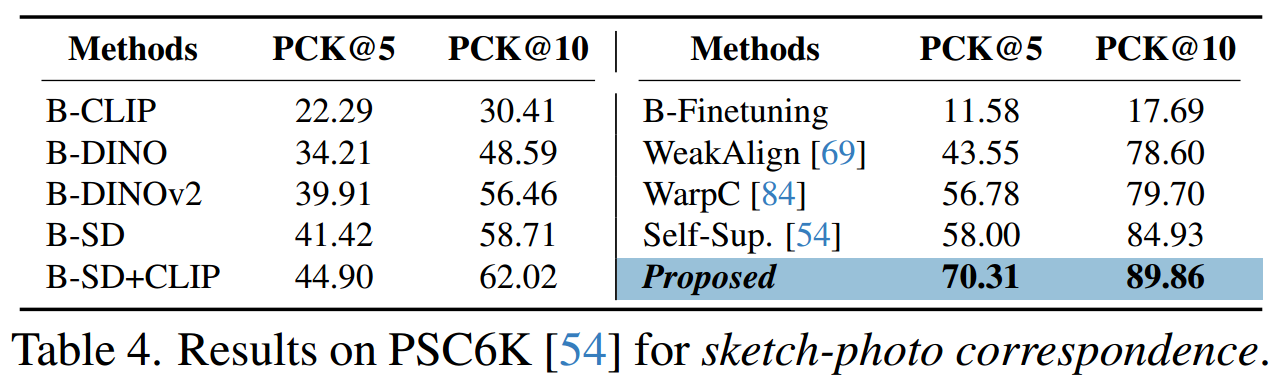 Methods PCK@5 PCK@10 Methods PCK@5 PCK@10
B-CLIP 22.29 30.41 B-Finetuning 11.58 17.69
B-DINO 34.21 48.59 WeakAlign [69] 43.55 78.60
B-DINOv2 39.91 56.46 WarpC [84] 56.78 79.70
B-SD 41.42 58.71 Self-Sup. [54] 58.00 84.93
B-SD+CLIP 44.90 62.02 Proposed 70.31 89.86
Table 4. Results on PSC6K [54] for sketch-photo correspondence.